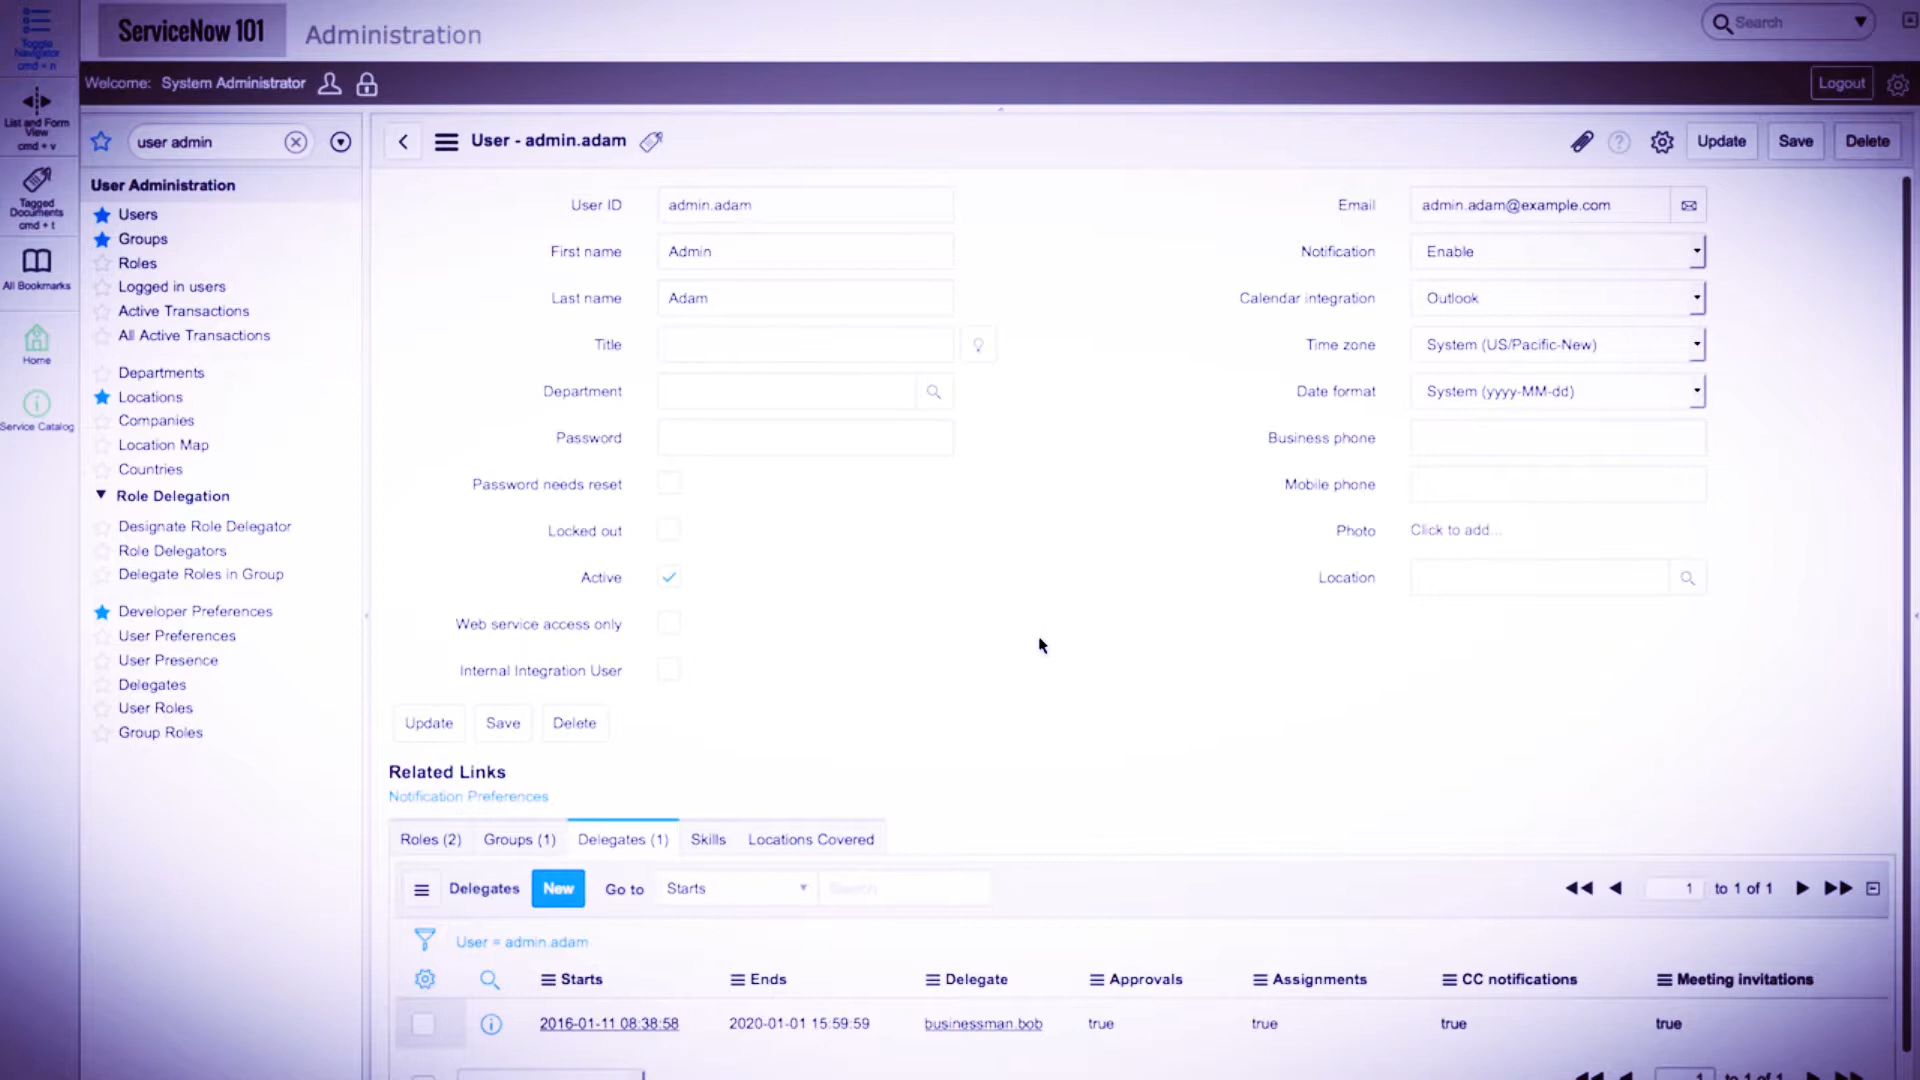 Toggle
Navigator
cmd + n
ServiceNow 101
Administration
Search
Welcome: System Administrator
Logout
List and Form
View
cmd + v
Tagged
Documents
cmd + t
All Bookmarks
Home
Service Catalog
user admin
User Administration
Users
Groups
Roles
Logged in users
Active Transactions
All Active Transactions
Departments
Locations
Companies
Location Map
Countries
Role Delegation
Designate Role Delegator
Role Delegators
Delegate Roles in Group
Developer Preferences
User Preferences
User Presence
Delegates
User Roles
Group Roles
User - admin.adam
Update
Save
Delete
User ID admin.adam
First name Admin
Last name Adam
Title
Department
Password
Password needs reset
Locked out
Active
Web service access only
Internal Integration User
Email admin.adam@example.com
Notification Enable
Calendar integration Outlook
Time zone System (US/Pacific-New)
Date format System (yyyy-MM-dd)
Business phone
Mobile phone
Photo Click to add...
Location
Update
Save
Delete
Related Links
Notification Preferences
Roles (2) Groups (1) Delegates (1) Skills Locations Covered
Delegates New Go to Starts Search 1 to 1 of 1
User = admin.adam
Starts Ends Delegate Approvals Assignments CC notifications Meeting invitations
2016-01-11 08:38:58 2020-01-01 15:59:59 businessman.bob true true true true
1 to 1 of 1